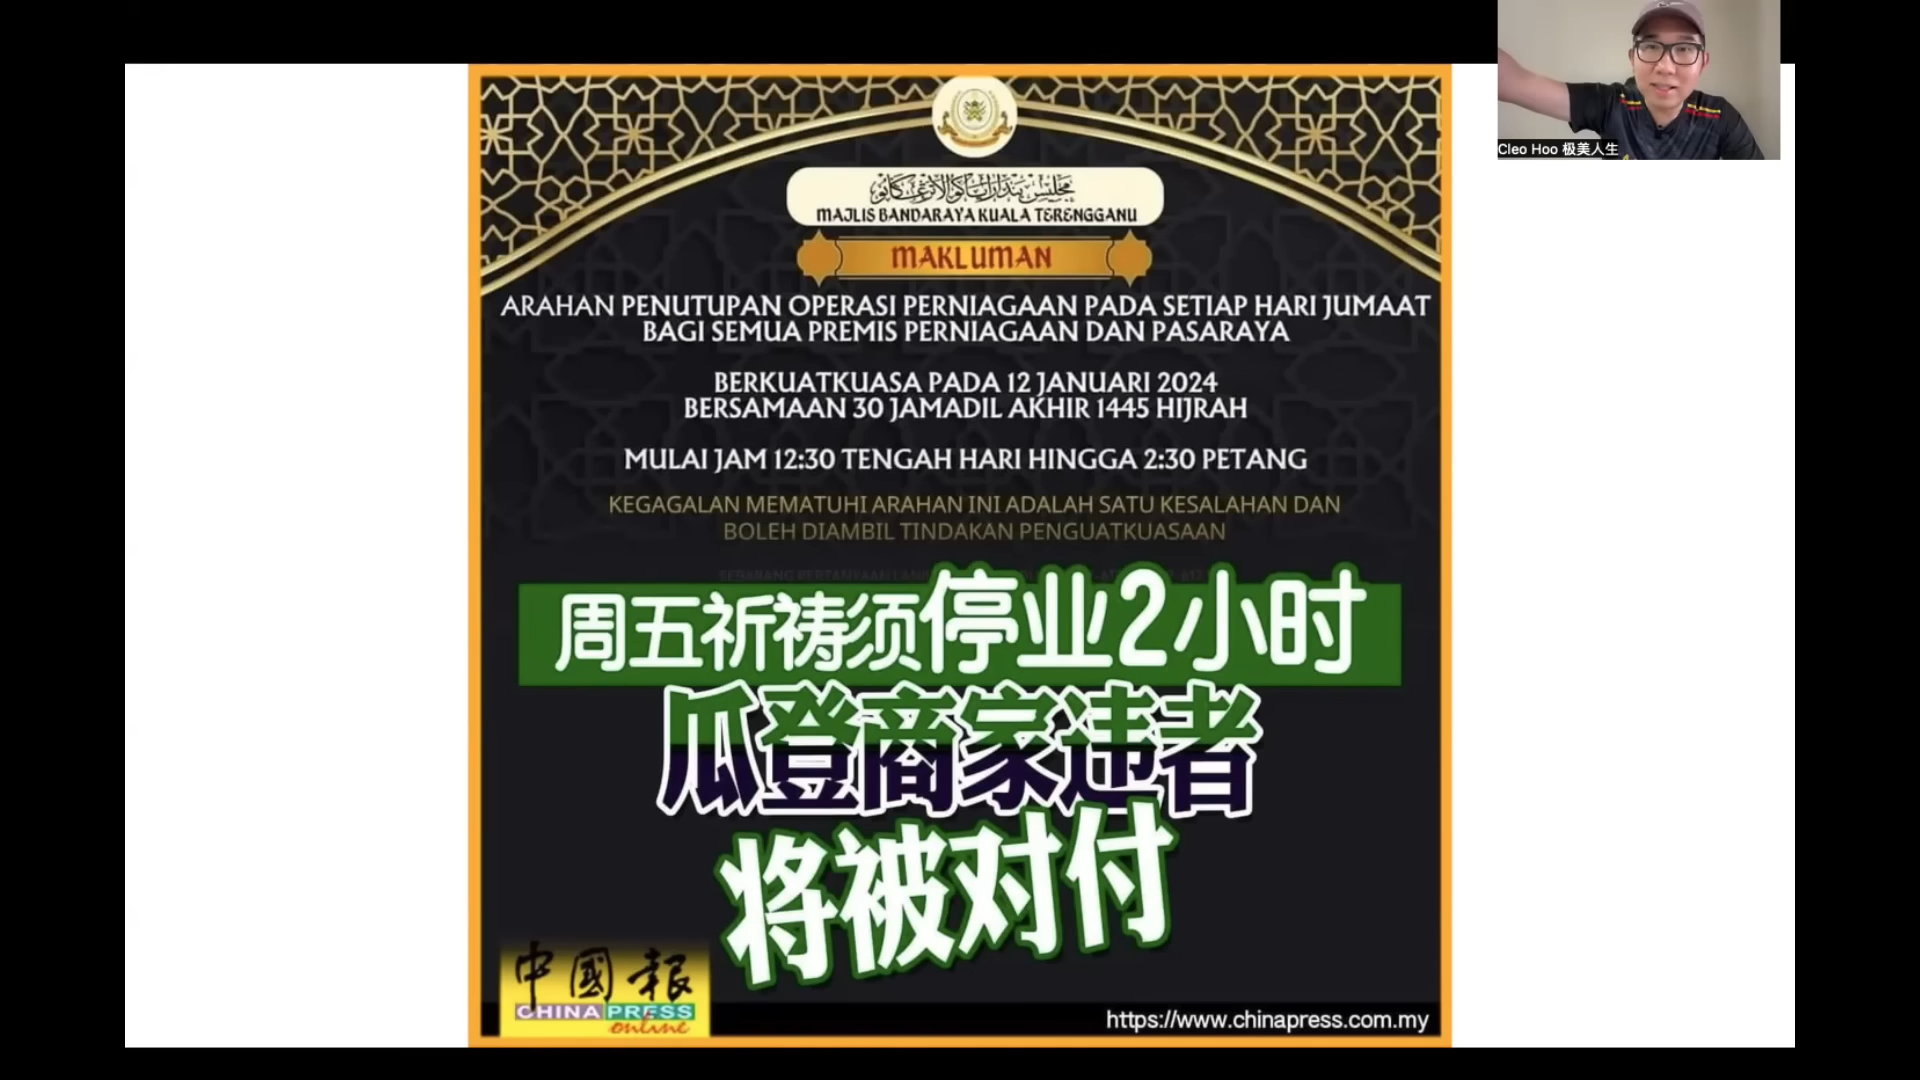 Cleo Hoo 极美人生
MAJLIS BANDARAYA KUALA TERENGGANU
MAKLUMAN
ARAHAN PENUTUPAN OPERASI PERNIAGAAN PADA SETIAP HARI JUMAAT
BAGI SEMUA PREMIS PERNIAGAAN DAN PASARAYA
BERKUATKUASA PADA 12 JANUARI 2024
BERSAMAAN 30 JAMADIL AKHIR 1445 HIJRAH
MULAI JAM 12:30 TENGAH HARI HINGGA 2:30 PETANG
KEGAGALAN MEMATUHI ARAHAN INI ADALAH SATU KESALAHAN DAN
BOLEH DIAMBIL TINDAKAN PENGUATKUASAAN
周五祈祷须停业2小时
瓜登商家违者
将被对付
中國報
CHINA PRESS
online
https://www.chinapress.com.my